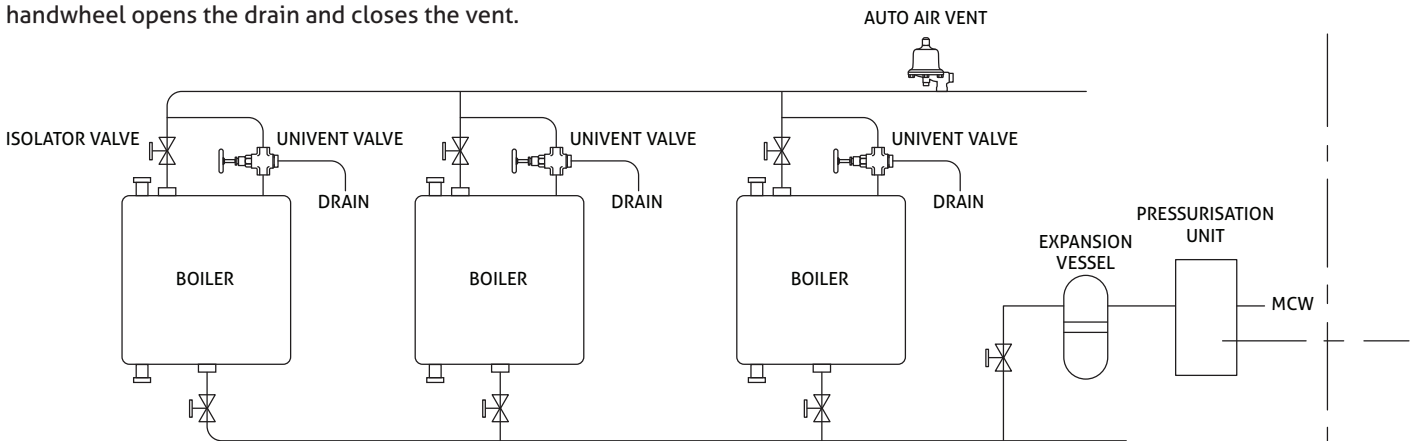 handwheel opens the drain and closes the vent.
AUTO AIR VENT
ISOLATOR VALVE
UNIVENT VALVE
UNIVENT VALVE
UNIVENT VALVE
DRAIN
DRAIN
DRAIN
PRESSURISATION
UNIT
EXPANSION
VESSEL
BOILER
BOILER
BOILER
MCW